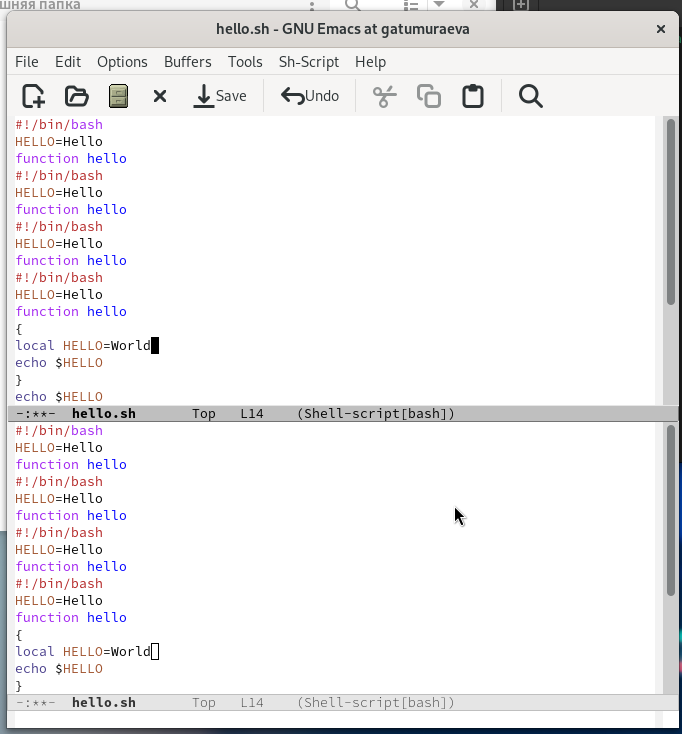 шняя папка
hello.sh - GNU Emacs at gatumuraeva
File Edit Options Buffers Tools Sh-Script Help
Save Undo
#!/bin/bash
HELLO=Hello
function hello
#!/bin/bash
HELLO=Hello
function hello
#!/bin/bash
HELLO=Hello
function hello
#!/bin/bash
HELLO=Hello
function hello
{
local HELLO=World
echo $HELLO
}
echo $HELLO
-:**- hello.sh Top L14 (Shell-script[bash])
#!/bin/bash
HELLO=Hello
function hello
#!/bin/bash
HELLO=Hello
function hello
#!/bin/bash
HELLO=Hello
function hello
#!/bin/bash
HELLO=Hello
function hello
{
local HELLO=World
echo $HELLO
}
-:**- hello.sh Top L14 (Shell-script[bash])